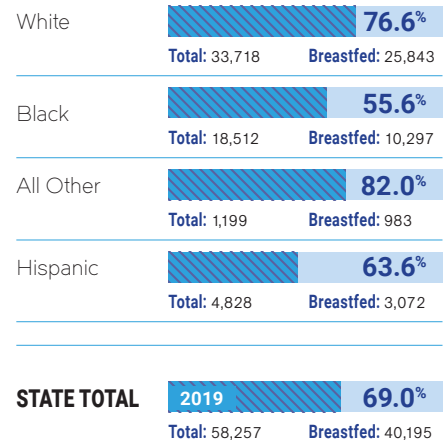 White 76.6%
Total: 33,718 Breastfed: 25,843
Black 55.6%
Total: 18,512 Breastfed: 10,297
All Other 82.0%
Total: 1,199 Breastfed: 983
Hispanic 63.6%
Total: 4,828 Breastfed: 3,072
STATE TOTAL 2019 69.0%
Total: 58,257 Breastfed: 40,195